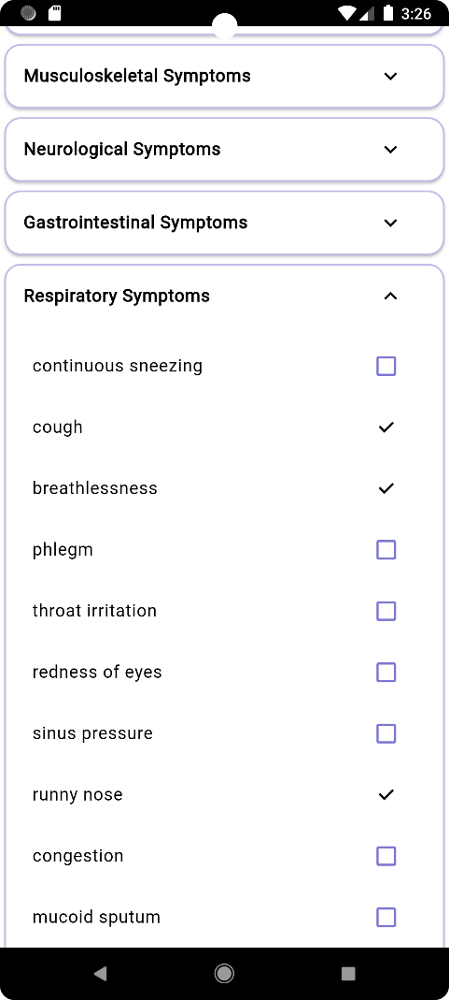 3:26
Musculoskeletal Symptoms
Neurological Symptoms
Gastrointestinal Symptoms
Respiratory Symptoms
continuous sneezing
cough
breathlessness
phlegm
throat irritation
redness of eyes
sinus pressure
runny nose
congestion
mucoid sputum